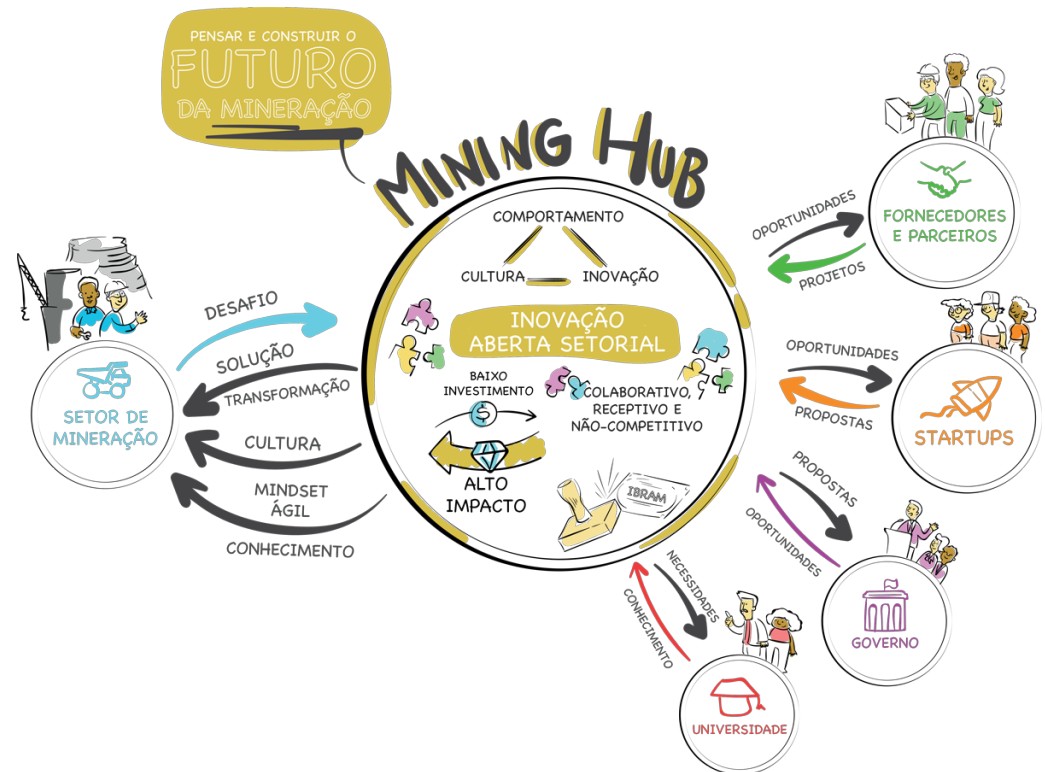 PENSAR E CONSTRUIR O
FUTURO
DA MINERAÇÃO
MINING HUB
COMPORTAMENTO
CULTURA
INOVAÇÃO
INOVAÇÃO
ABERTA SETORIAL
BAIXO
INVESTIMENTO
$
COLABORATIVO,
RECEPTIVO E
NÃO-COMPETITIVO
ALTO
IMPACTO
IBRAM
DESAFIO
SOLUÇÃO
TRANSFORMAÇÃO
CULTURA
MINDSET
ÁGIL
CONHECIMENTO
SETOR DE
MINERAÇÃO
OPORTUNIDADES
PROJETOS
FORNECEDORES
E PARCEIROS
OPORTUNIDADES
PROPOSTAS
STARTUPS
PROPOSTAS
OPORTUNIDADES
GOVERNO
NECESSIDADES
CONHECIMENTO
UNIVERSIDADE